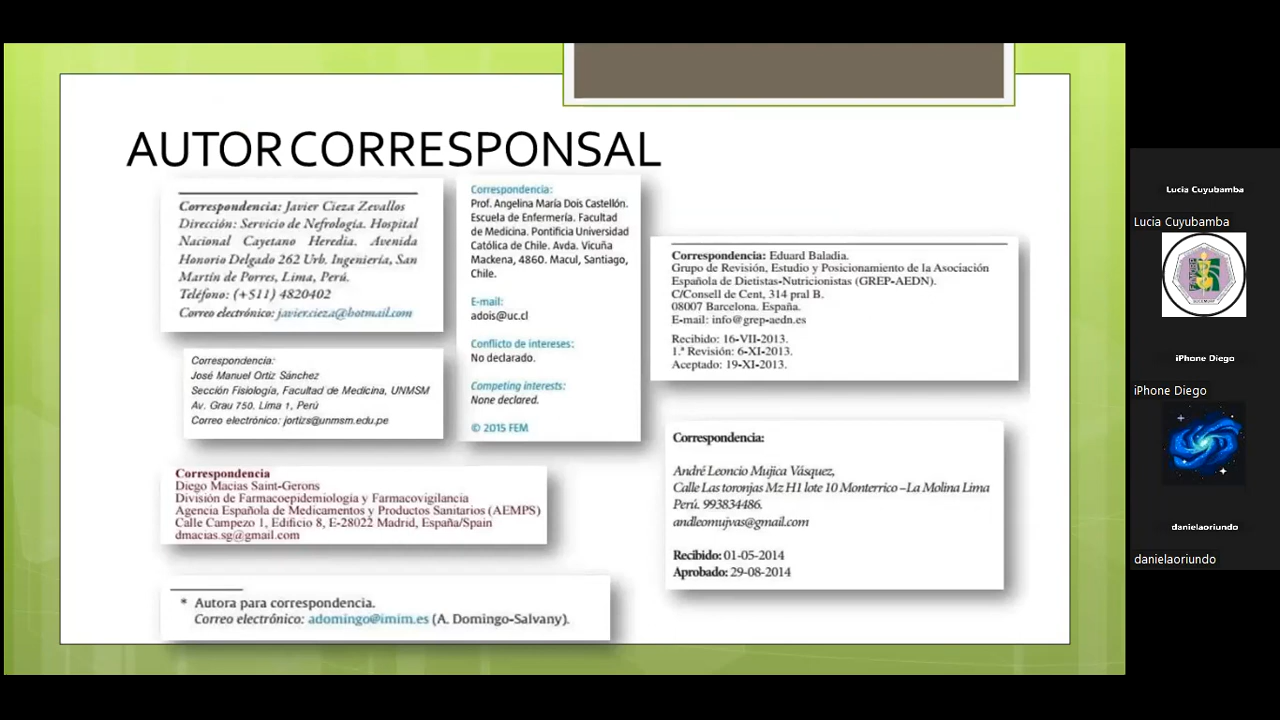 AUTOR CORRESPONSAL
Correspondencia: Javier Cieza Zevallos
Dirección: Servicio de Nefrología. Hospital
Nacional Cayetano Heredia. Avenida
Honorio Delgado 262 Urb. Ingeniería, San
Martín de Porres, Lima, Perú.
Teléfono: (+511) 4820402
Correo electrónico: javier.cieza@hotmail.com
Correspondencia:
José Manuel Ortiz Sánchez
Sección Fisiología, Facultad de Medicina, UNMSM
Av. Grau 750. Lima 1, Perú
Correo electrónico: jortizs@unmsm.edu.pe
Correspondencia
Diego Macias Saint-Gerons
División de Farmacoepidemiología y Farmacovigilancia
Agencia Española de Medicamentos y Productos Sanitarios (AEMPS)
Calle Campezo 1, Edificio 8, E-28022 Madrid, España/Spain
dmacias.sg@gmail.com
* Autora para correspondencia.
Correo electrónico: adomingo@imim.es (A. Domingo-Salvany).
Correspondencia:
Prof. Angelina María Dois Castellón.
Escuela de Enfermería. Facultad
de Medicina. Pontificia Universidad
Católica de Chile. Avda. Vicuña
Mackena, 4860. Macul, Santiago,
Chile.
E-mail:
adois@uc.cl
Conflicto de intereses:
No declarado.
Competing interests:
None declared.
© 2015 FEM
Correspondencia: Eduard Baladia.
Grupo de Revisión, Estudio y Posicionamiento de la Asociación
Española de Dietistas-Nutricionistas (GREP-AEDN).
C/Consell de Cent, 314 pral B.
08007 Barcelona. España.
E-mail: info@grep-aedn.es
Recibido: 16-VII-2013.
1.ª Revisión: 6-XI-2013.
Aceptado: 19-XI-2013.
Correspondencia:
André Leoncio Mujica Vásquez,
Calle Las toronjas Mz H1 lote 10 Monterrico –La Molina Lima
Perú. 993834486.
andleomujvas@gmail.com
Recibido: 01-05-2014
Aprobado: 29-08-2014
Lucia Cuyubamba
Lucia Cuyubamba
iPhone Diego
iPhone Diego
danielaoriundo
danielaoriundo